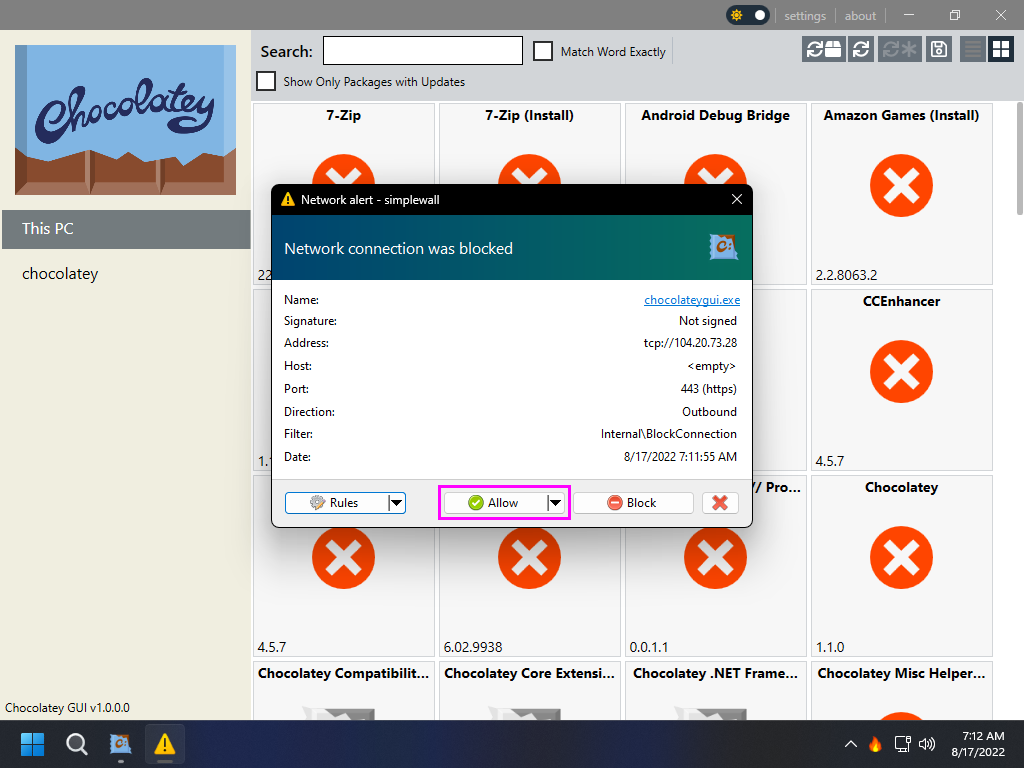 settings
about
Search:
Match Word Exactly
Show Only Packages with Updates
Chocolatey
This PC
chocolatey
7-Zip
7-Zip (Install)
Android Debug Bridge
Amazon Games (Install)
22
2.2.8063.2
Network alert - simplewall
Network connection was blocked
Name:
chocolateygui.exe
Signature:
Not signed
Address:
tcp://104.20.73.28
Host:
<empty>
Port:
443 (https)
Direction:
Outbound
Filter:
Internal\BlockConnection
Date:
8/17/2022 7:11:55 AM
Rules
Allow
Block
CCEnhancer
1.
4.5.7
// Pro...
Chocolatey
4.5.7
6.02.9938
0.0.1.1
1.1.0
Chocolatey Compatibilit...
Chocolatey Core Extensi...
Chocolatey .NET Frame...
Chocolatey Misc Helper...
Chocolatey GUI v1.0.0.0
7:12 AM
8/17/2022